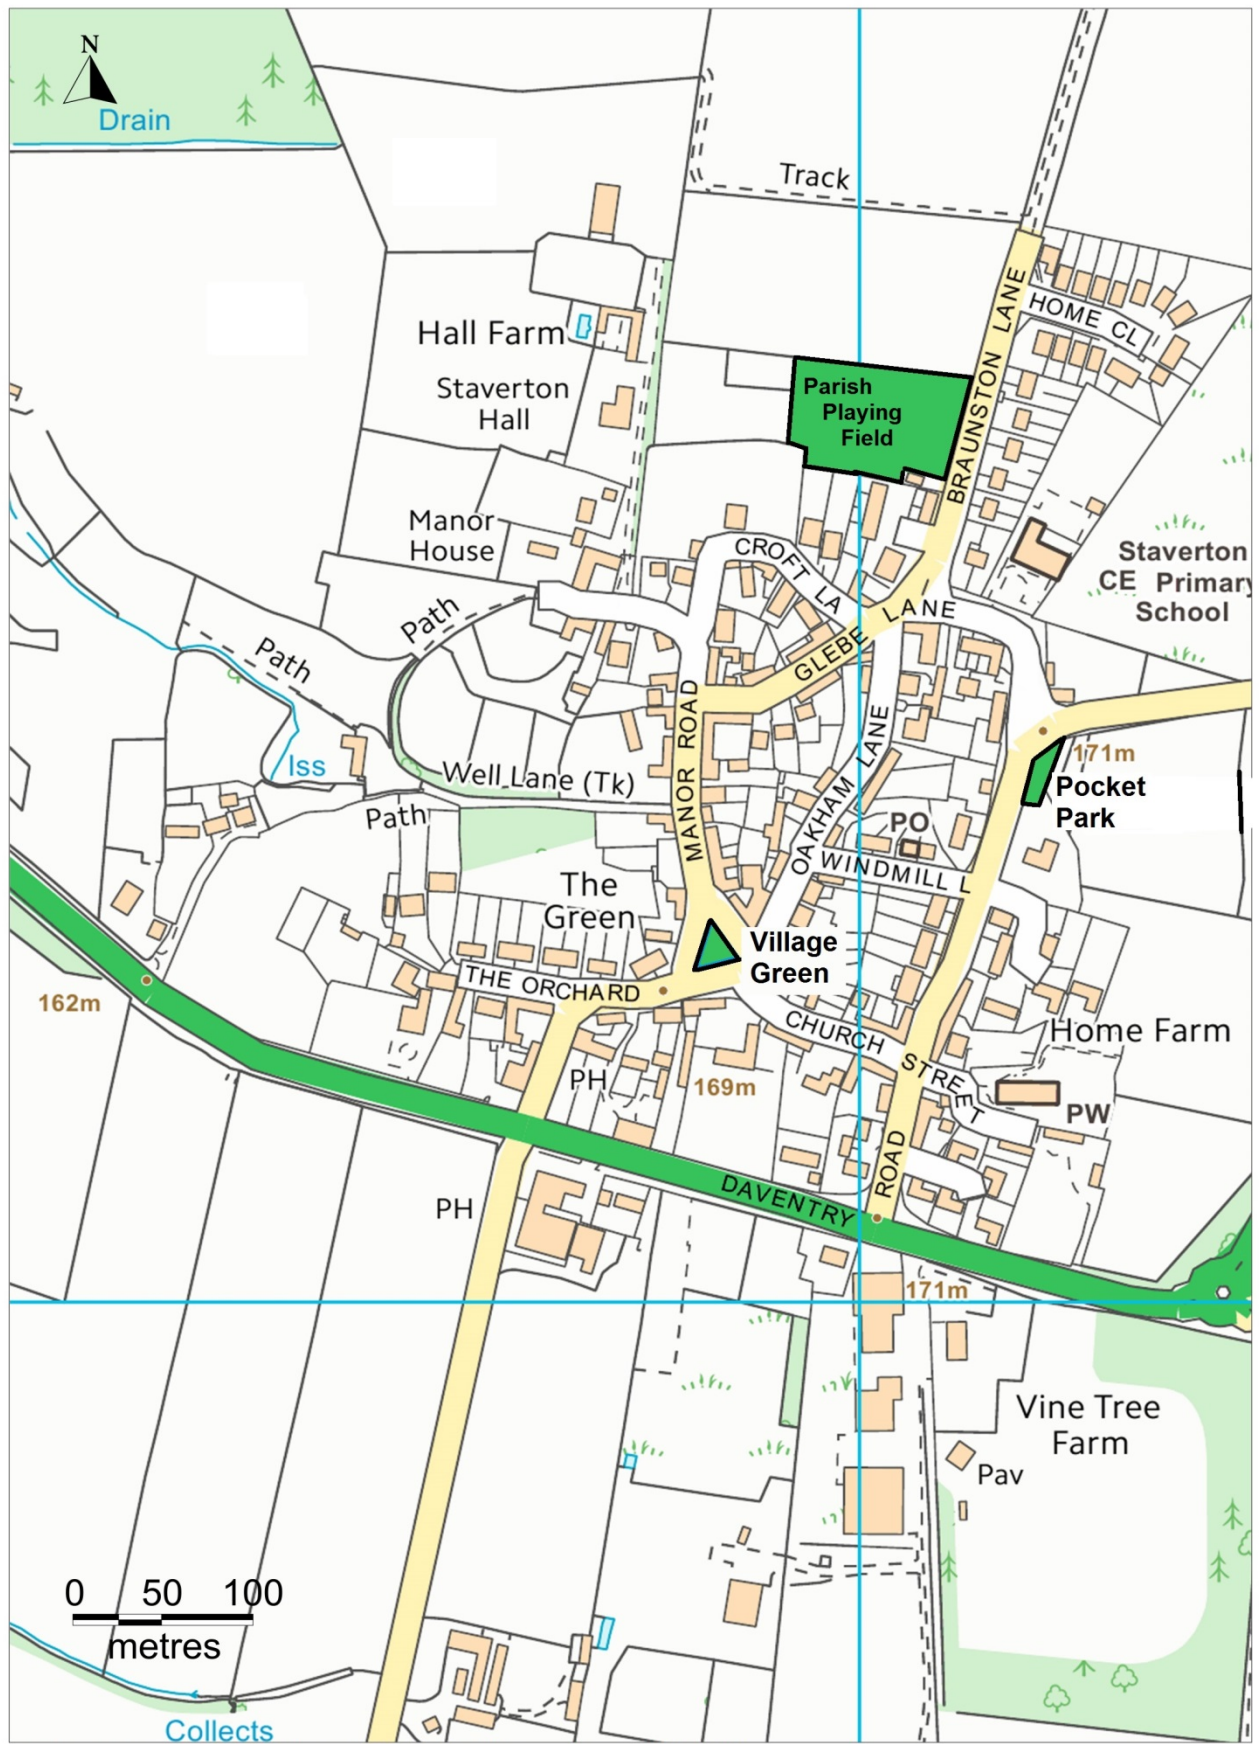 N
Drain
Track
BRAUNSTON LANE
HOME CL
Hall Farm
Staverton
Hall
Parish
Playing
Field
Manor
House
CROFT LA
Staverton
CE Primary
School
GLEBE LANE
Path
Path
MANOR ROAD
OAKHAM LANE
171m
Iss
Well Lane (Tk)
Pocket
Park
Path
PO
WINDMILL L
The
Green
Village
Green
THE ORCHARD
162m
CHURCH STREET
Home Farm
PH
169m
PW
PH
DAVENTRY ROAD
171m
Vine Tree
Farm
Pav
0 50 100
metres
Collects